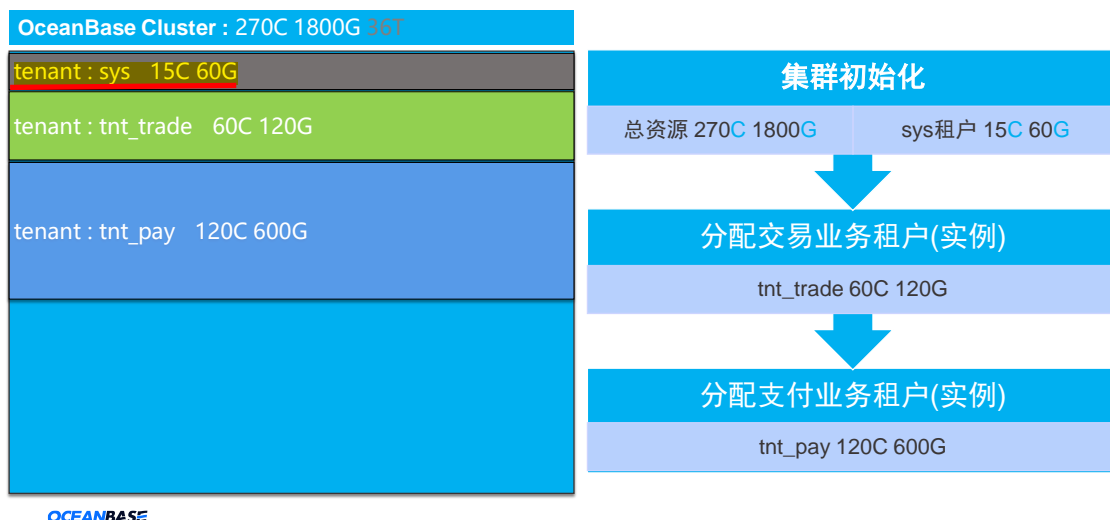 OceanBase Cluster : 270C 1800G 36T
tenant : sys 15C 60G
tenant : tnt_trade 60C 120G
tenant : tnt_pay 120C 600G
集群初始化
总资源 270C 1800G
sys租户 15C 60G
分配交易业务租户(实例)
tnt_trade 60C 120G
分配支付业务租户(实例)
tnt_pay 120C 600G
OCEANBASE